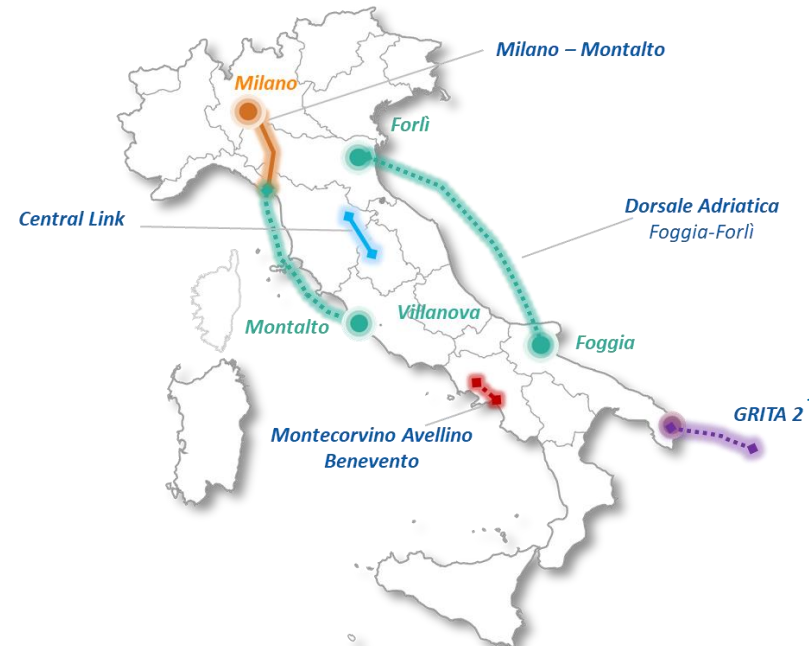 Milano – Montalto
Milano
Forlì
Dorsale Adriatica
Foggia-Forlì
Central Link
Villanova
Montalto
Foggia
GRITA 2
Montecorvino Avellino
Benevento